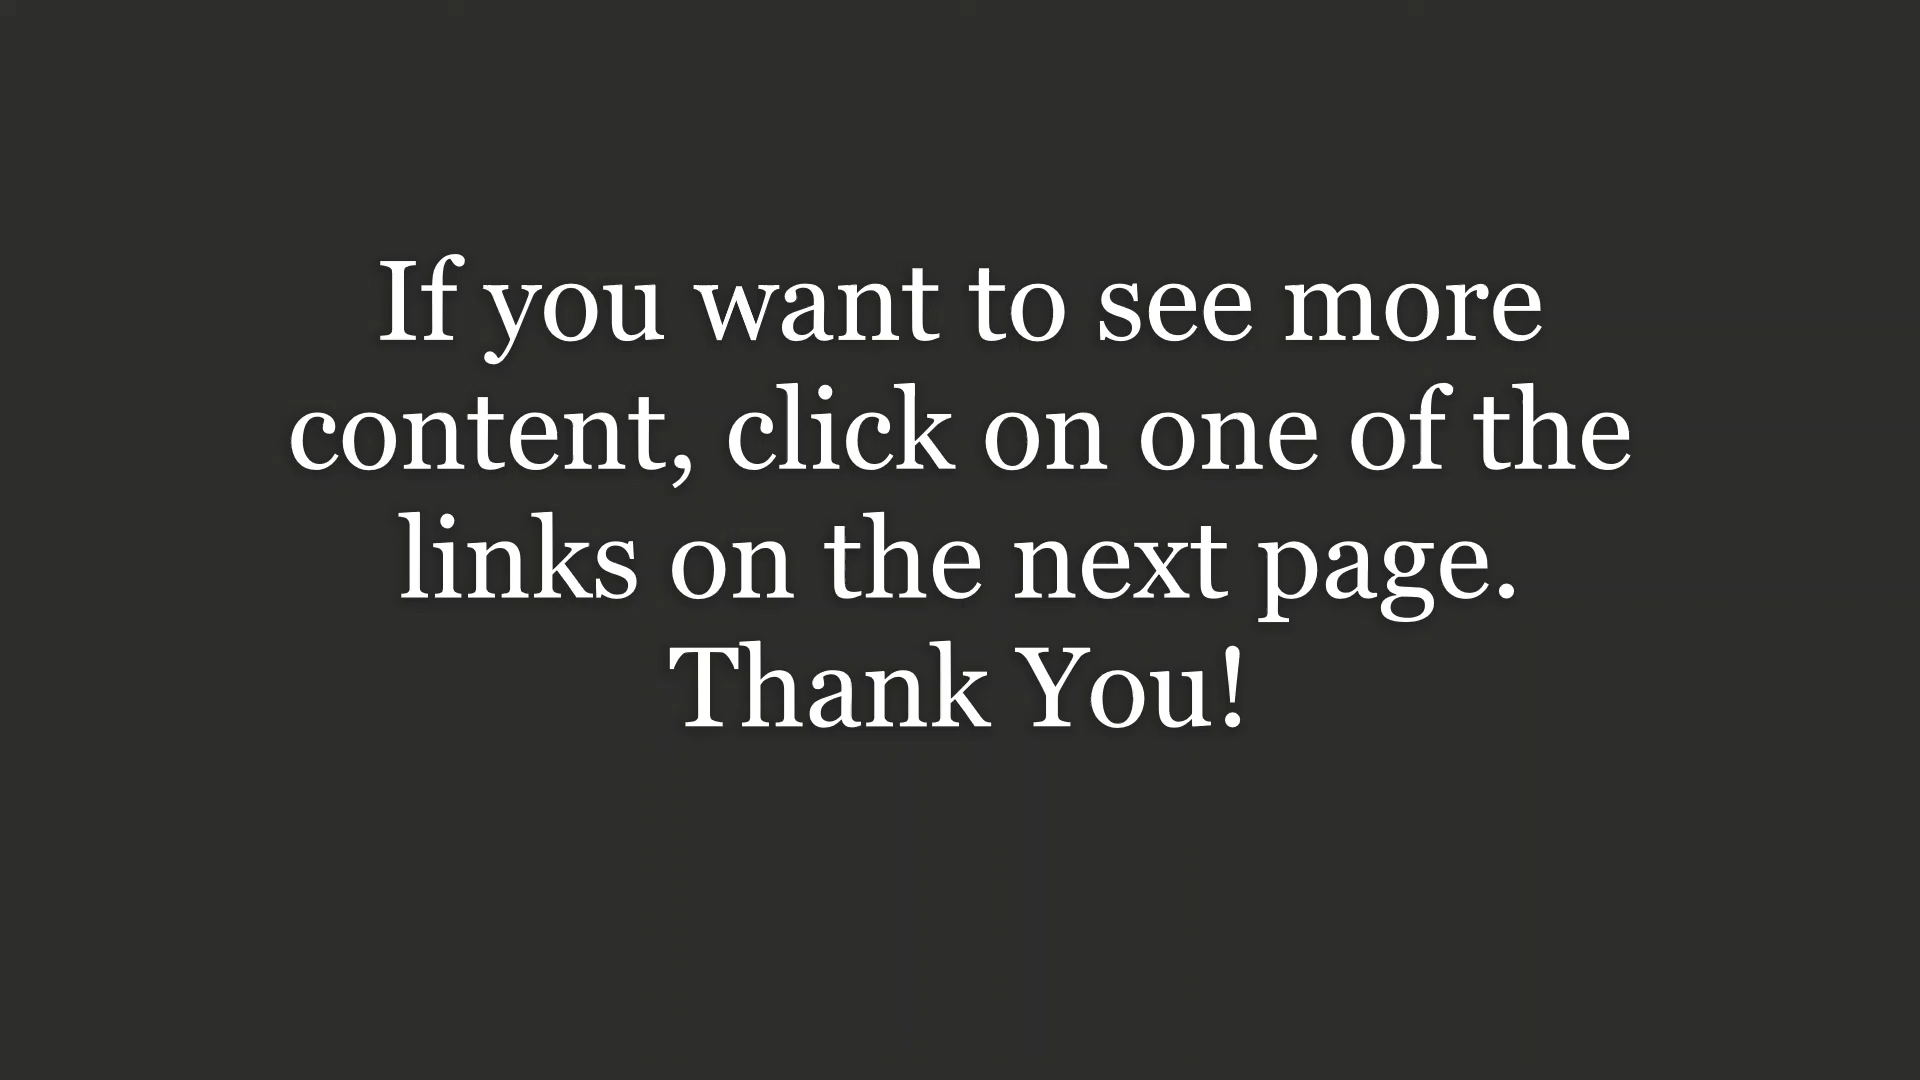 If you want to see more
content, click on one of the
links on the next page.
Thank You!